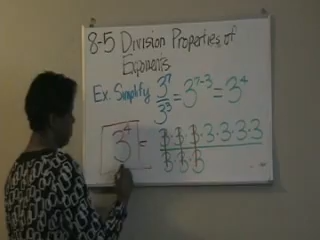 8-5 Division Properties of
Exponents
Ex. Simplify 3^7/3^3 = 3^7-3 = 3^4
3^4 = 3·3·3·3·3·3·3
3·3·3